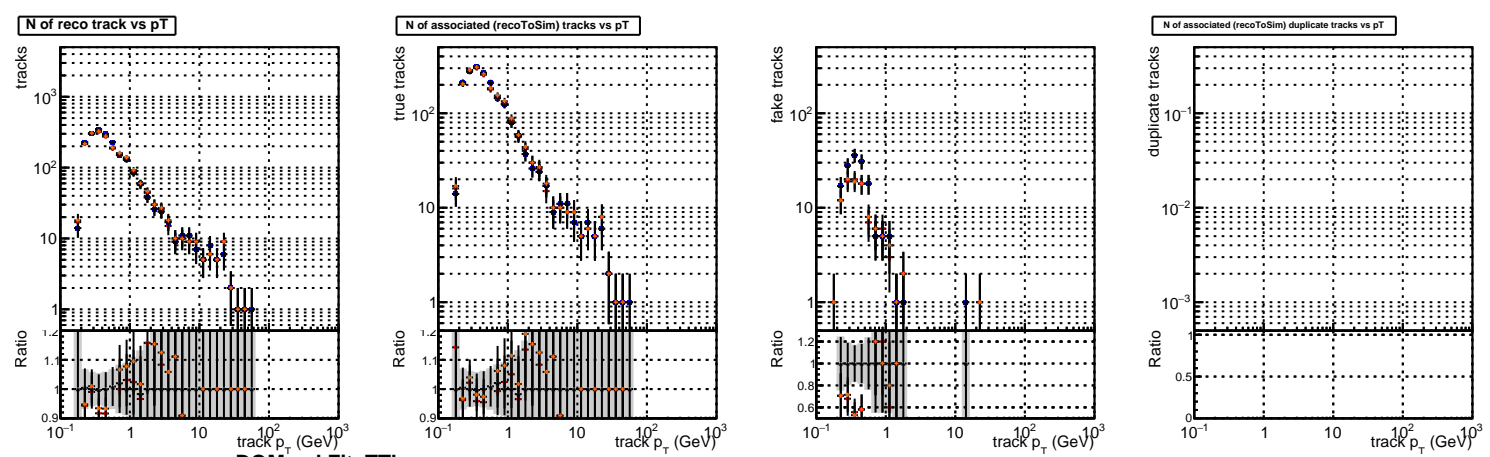 N of reco track vs pT
tracks
10³
10²
10
1
Ratio
1.2
1.1
1
0.9
10⁻¹ 1 10 10² 10³
track p_T (GeV)
N of associated (recoToSim) tracks vs pT
true tracks
10²
10
1
Ratio
1.2
1.1
1
0.9
10⁻¹ 1 10 10² 10³
track p_T (GeV)
fake tracks
10²
10
1
Ratio
1.2
1
0.8
0.6
10⁻¹ 1 10 10² 10³
track p_T (GeV)
N of associated (recoToSim) duplicate tracks vs pT
duplicate tracks
10⁻¹
10⁻²
10⁻³
Ratio
1
0.5
0
10⁻¹ 1 10 10² 10³
track p_T (GeV)